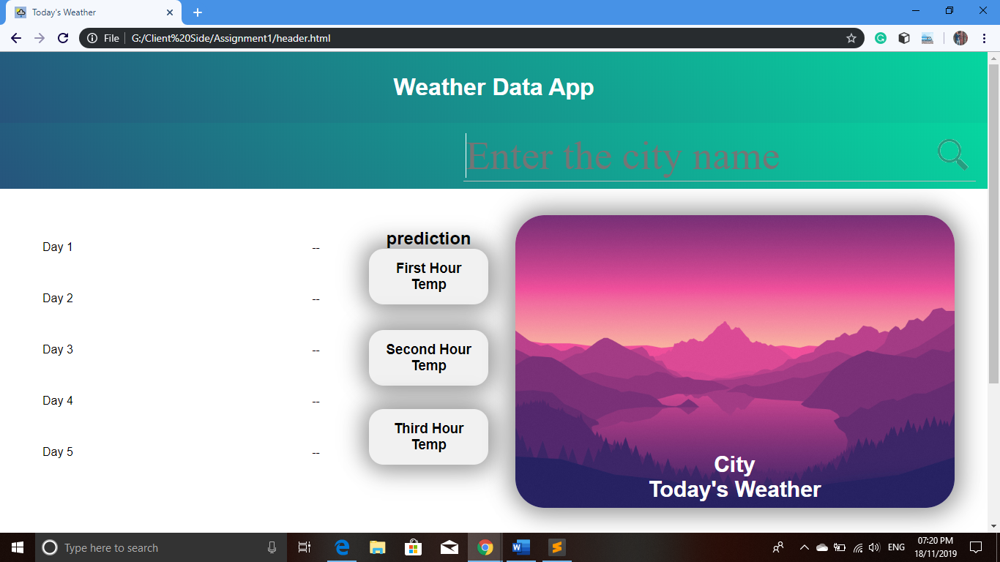 Today's Weather
File
G:/Client%20Side/Assignment1/header.html
Weather Data App
Enter the city name
Day 1 --
Day 2 --
Day 3 --
Day 4 --
Day 5 --
prediction
First Hour
Temp
Second Hour
Temp
Third Hour
Temp
City
Today's Weather
Type here to search
ENG
07:20 PM
18/11/2019